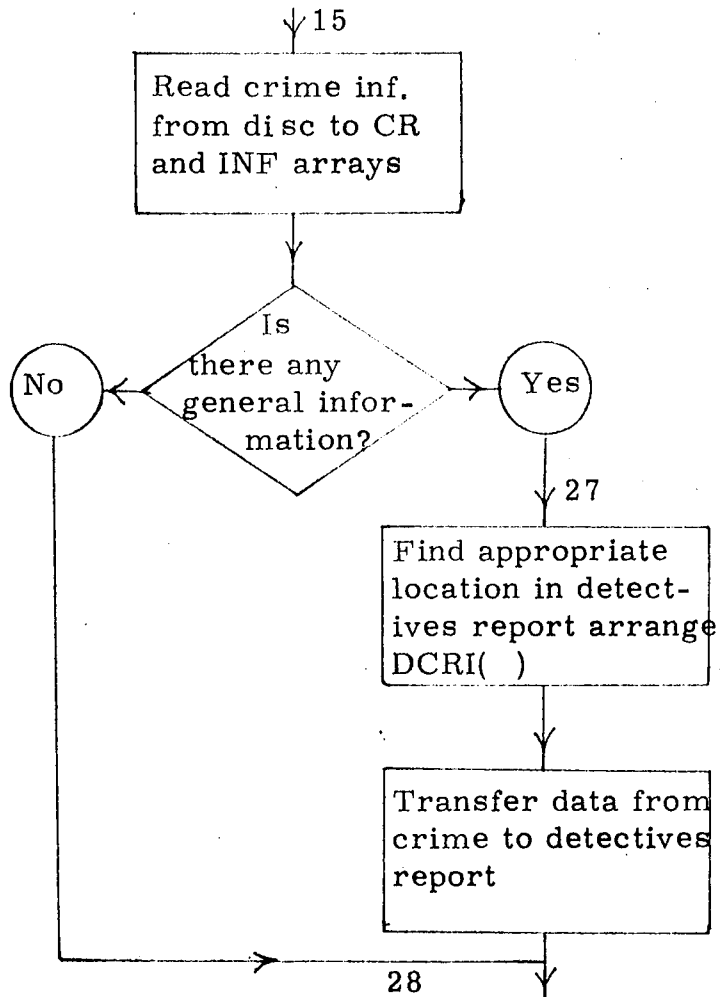 15
Read crime inf.
from disc to CR
and INF arrays
Is
there any
general infor-
mation?
No
Yes
27
Find appropriate
location in detect-
ives report arrange
DCRI( )
Transfer data from
crime to detectives
report
28